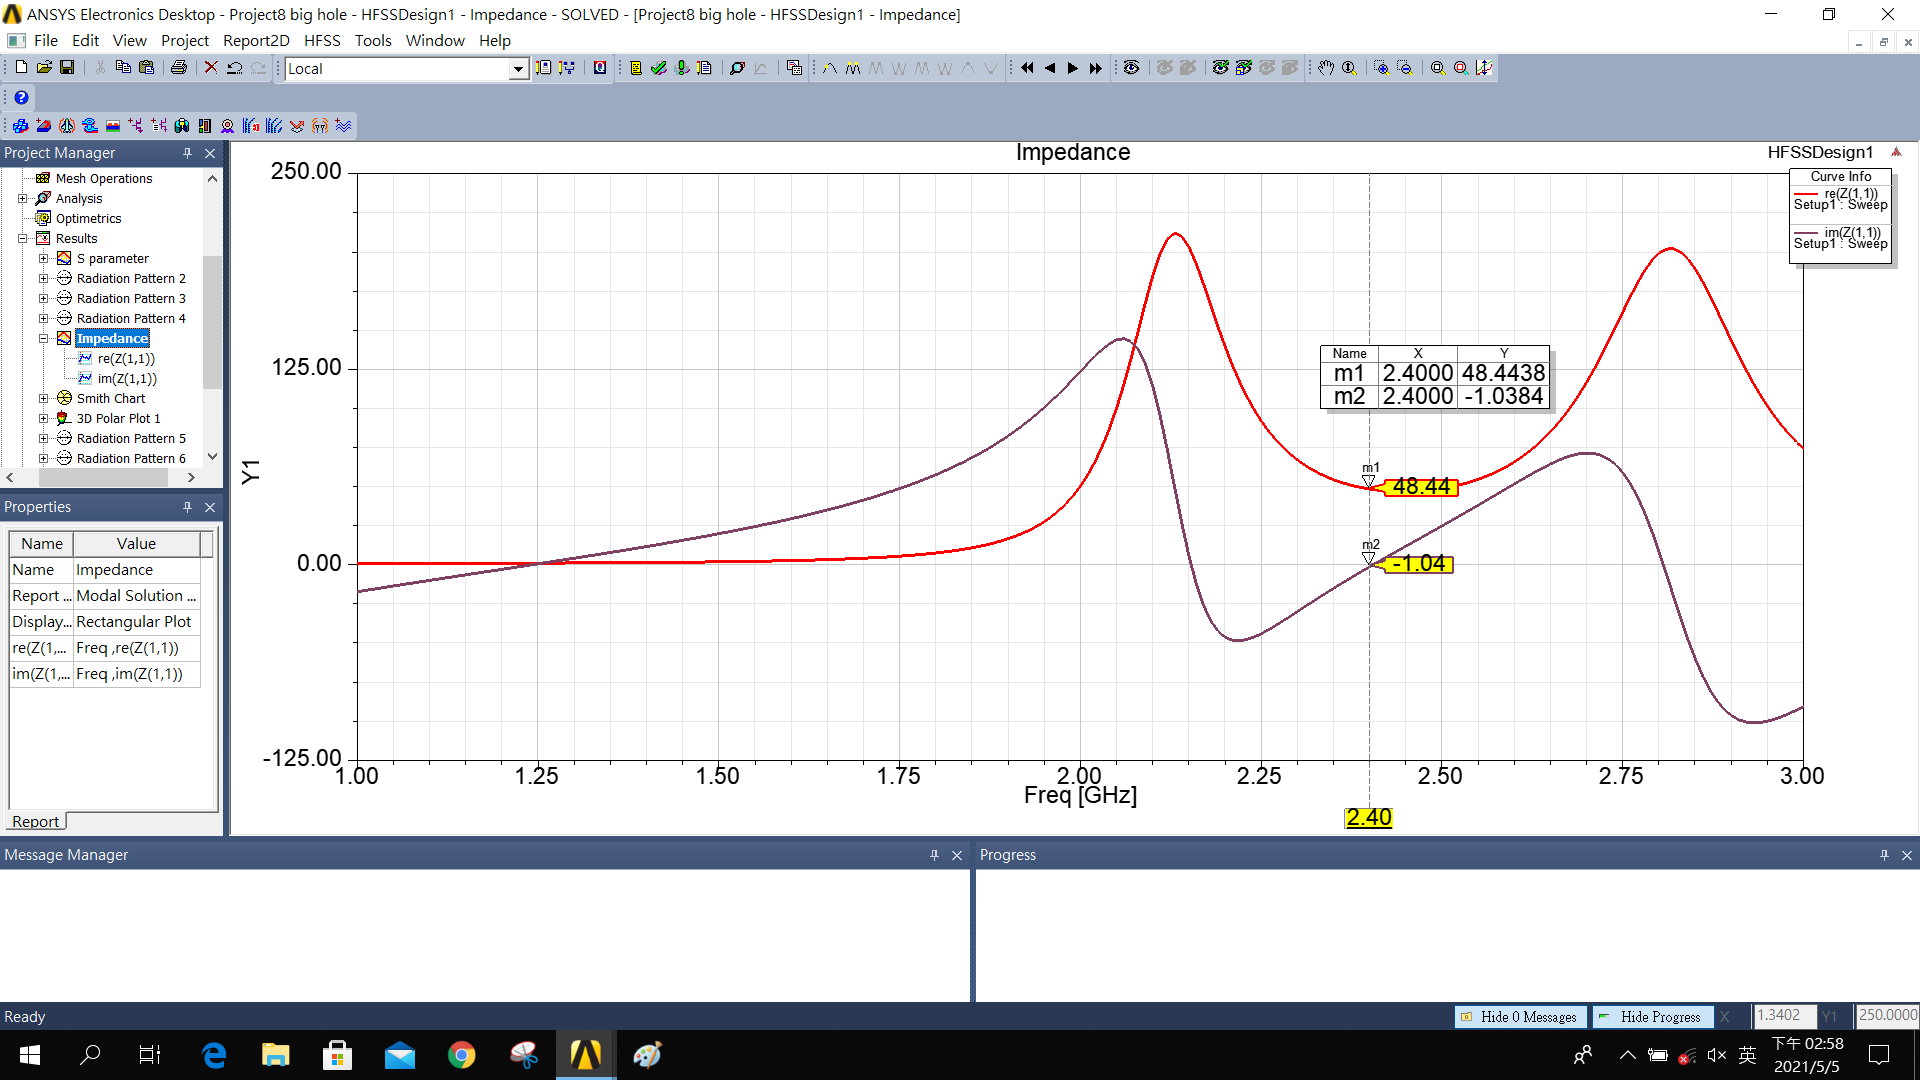 ANSYS Electronics Desktop - Project8 big hole - HFSSDesign1 - Impedance - SOLVED - [Project8 big hole - HFSSDesign1 - Impedance]
File Edit View Project Report2D HFSS Tools Window Help
Local
Project Manager
Mesh Operations
Analysis
Optimetrics
Results
S parameter
Radiation Pattern 2
Radiation Pattern 3
Radiation Pattern 4
Impedance
re(Z(1,1))
im(Z(1,1))
Smith Chart
3D Polar Plot 1
Radiation Pattern 5
Radiation Pattern 6
Properties
Name Value
Name Impedance
Report ... Modal Solution ...
Display... Rectangular Plot
re(Z(1,... Freq ,re(Z(1,1))
im(Z(1,... Freq ,im(Z(1,1))
Report
Impedance
HFSSDesign1
Curve Info
re(Z(1,1))
Setup1 : Sweep
im(Z(1,1))
Setup1 : Sweep
250.00
125.00
0.00
-125.00
Y1
Name X Y
m1 2.4000 48.4438
m2 2.4000 -1.0384
m1
48.44
m2
-1.04
1.00 1.25 1.50 1.75 2.00 2.25 2.50 2.75 3.00
Freq [GHz]
2.40
Message Manager
Progress
Ready
Hide 0 Messages
Hide Progress
X 1.3402 Y1 250.0000
英
下午 02:58
2021/5/5